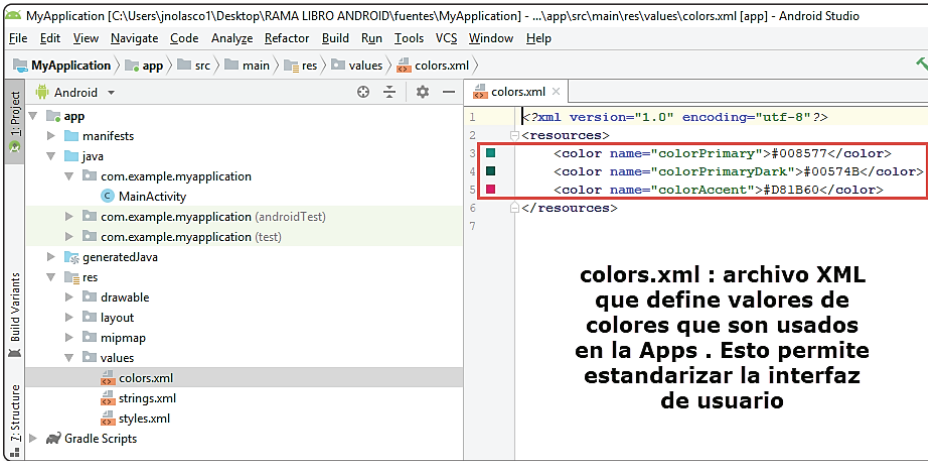 MyApplication [C:\Users\jnolasco1\Desktop\RAMA LIBRO ANDROID\fuentes\MyApplication] - ...\app\src\main\res\values\colors.xml [app] - Android Studio
File Edit View Navigate Code Analyze Refactor Build Run Tools VCS Window Help
MyApplication app src main res values colors.xml
Android
colors.xml
1: Project
Build Variants
Z: Structure
app
manifests
java
com.example.myapplication
C MainActivity
com.example.myapplication (androidTest)
com.example.myapplication (test)
generatedJava
res
drawable
layout
mipmap
values
colors.xml
strings.xml
styles.xml
Gradle Scripts
1 <?xml version="1.0" encoding="utf-8"?>
2 <resources>
3 <color name="colorPrimary">#008577</color>
4 <color name="colorPrimaryDark">#00574B</color>
5 <color name="colorAccent">#D81B60</color>
6 </resources>
7
colors.xml : archivo XML
que define valores de
colores que son usados
en la Apps . Esto permite
estandarizar la interfaz
de usuario